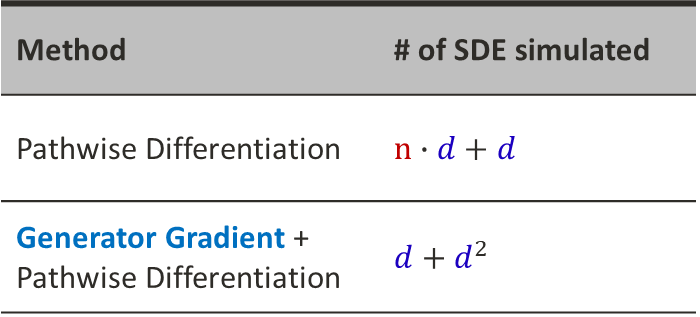 Method # of SDE simulated
Pathwise Differentiation n · d + d
Generator Gradient +
Pathwise Differentiation d + d²